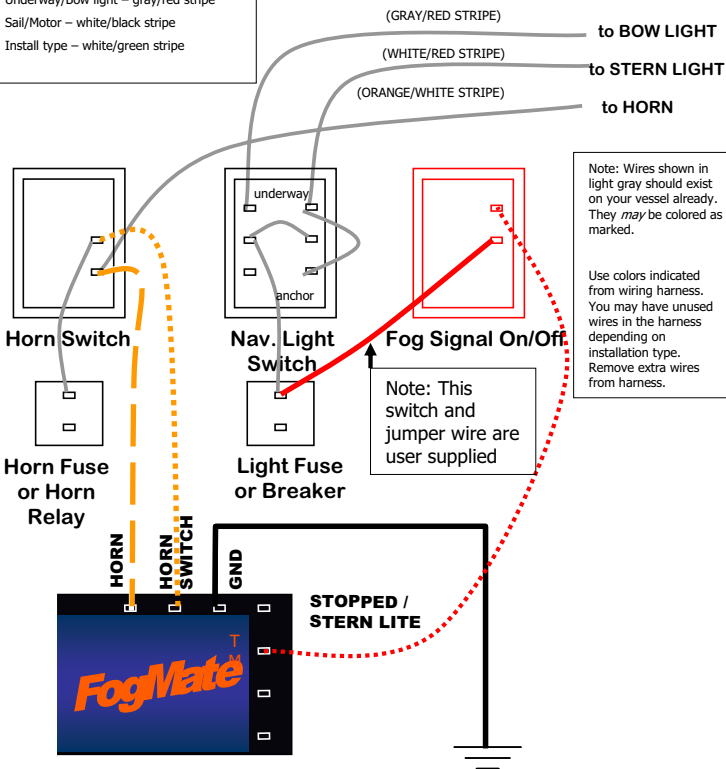 Underway/Bow light – gray/red stripe
Sail/Motor – white/black stripe
Install type – white/green stripe
(GRAY/RED STRIPE)
to BOW LIGHT
(WHITE/RED STRIPE)
to STERN LIGHT
(ORANGE/WHITE STRIPE)
to HORN
Note: Wires shown in
light gray should exist
on your vessel already.
They may be colored as
marked.
Use colors indicated
from wiring harness.
You may have unused
wires in the harness
depending on
installation type.
Remove extra wires
from harness.
underway
anchor
Horn Switch
Nav. Light
Switch
Fog Signal On/Off
Note: This
switch and
jumper wire are
user supplied
Horn Fuse
or Horn
Relay
Light Fuse
or Breaker
HORN
HORN
SWITCH
GND
STOPPED /
STERN LITE
FogMate
T
M